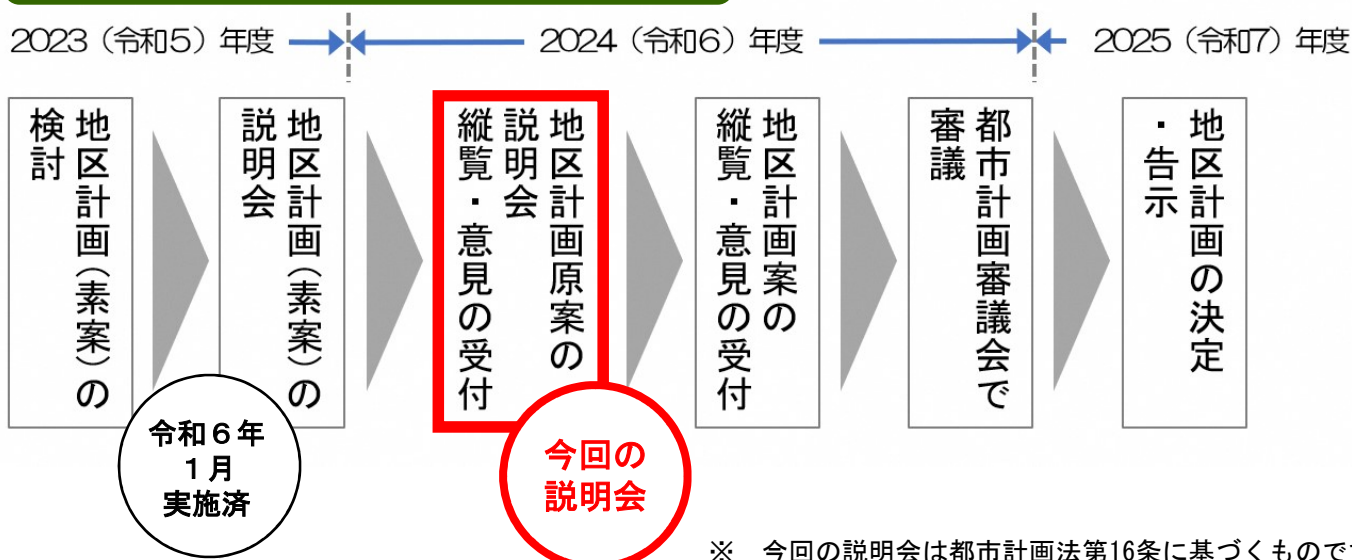 2023（令和5）年度
2024（令和6）年度
2025（令和7）年度
地区計画（素案）の
検討
地区計画（素案）の
説明会
地区計画原案の
説明会
縦覧・意見の受付
地区計画案の
縦覧・意見の受付
都市計画審議会で
審議
地区計画の決定
・告示
令和６年
１月
実施済
今回の
説明会
※　今回の説明会は都市計画法第16条に基づくものです